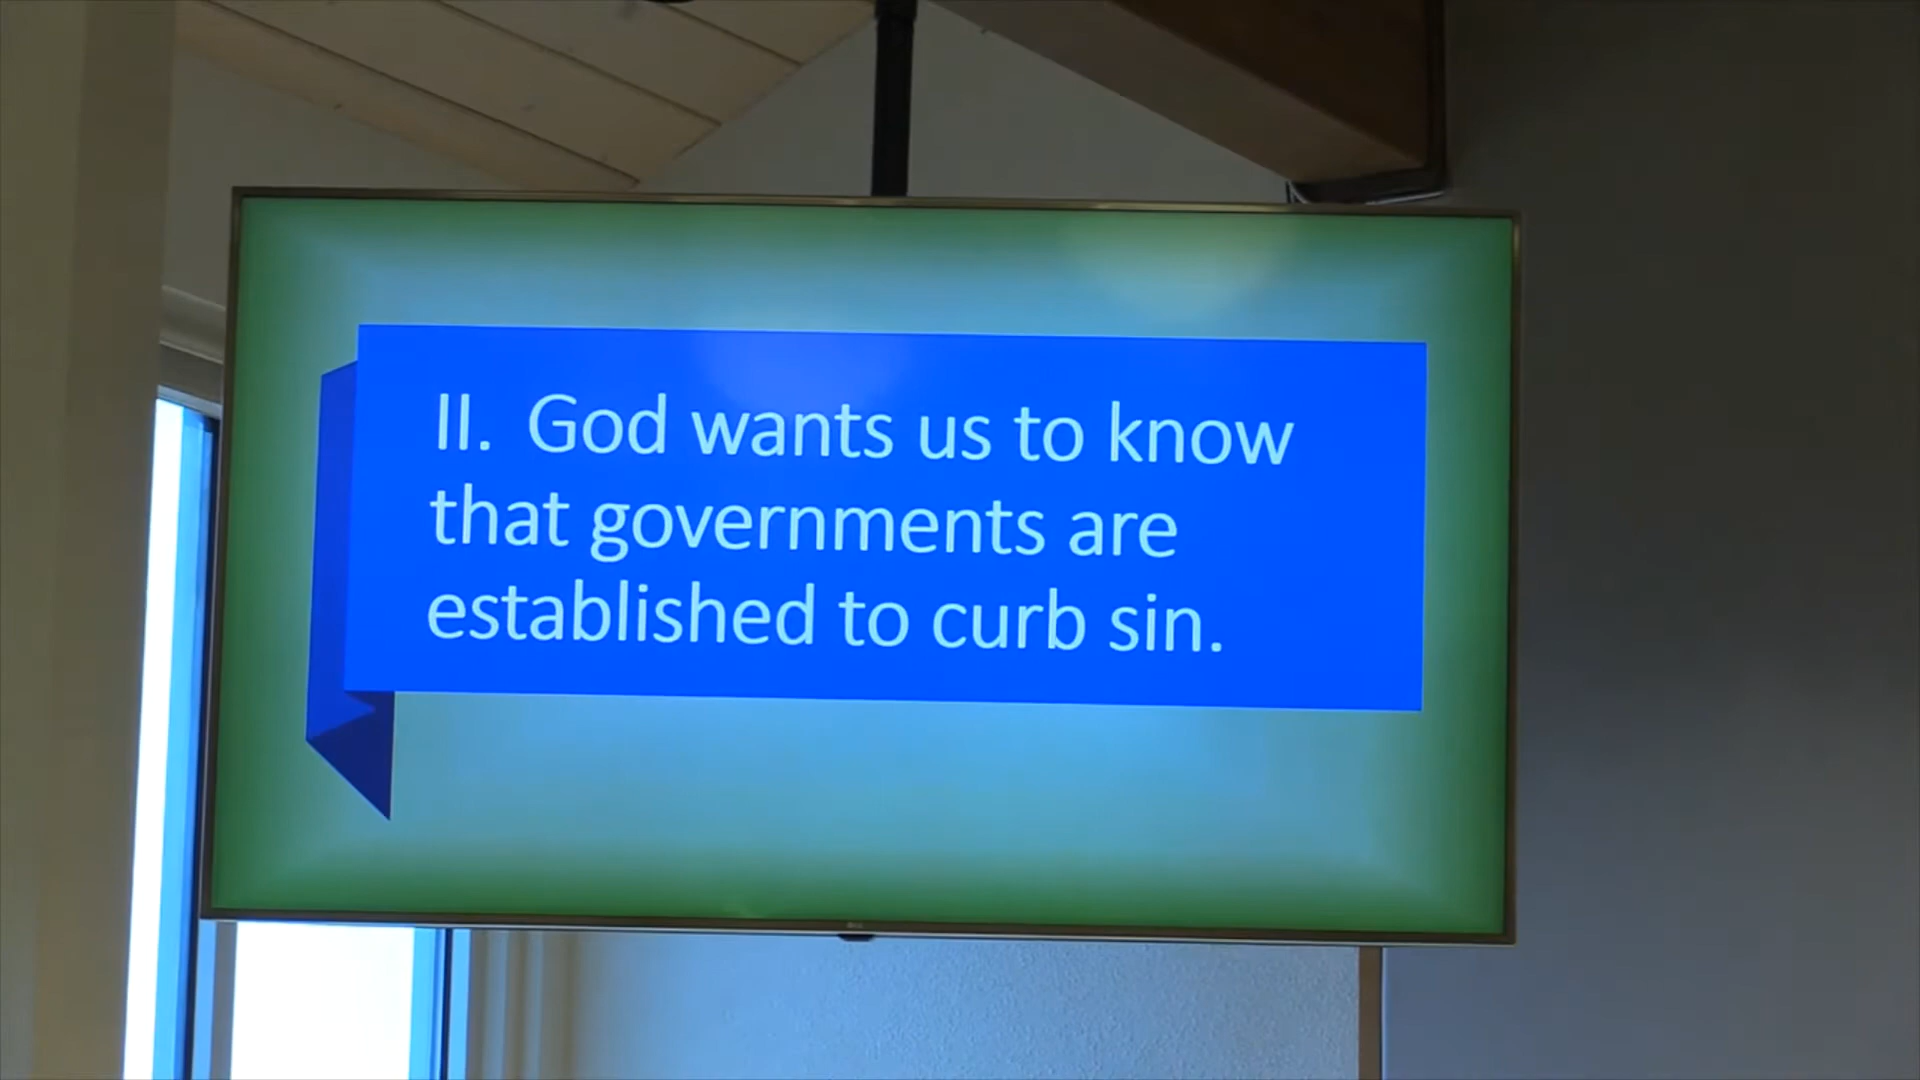 II. God wants us to know
that governments are
established to curb sin.